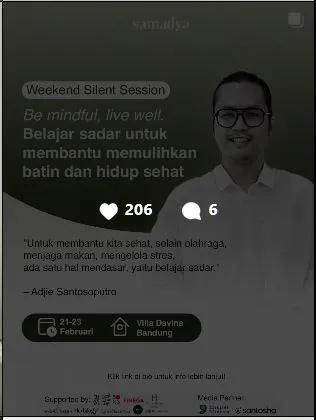 samadya
Weekend Silent Session
Be mindful, live well.
Belajar sadar untuk
membantu memulihkan
batin dan hidup sehat
206
6
"Untuk membantu kita sehat, selain olahraga,
menjaga makan, mengelola stres,
ada satu hal mendasar, yaitu belajar sadar."
– Adjie Santosoputro
21-23
Februari
Villa Davina
Bandung
Klik link di bio untuk info lebih lanjut!
Supported by:
Media Partner:
@santosha